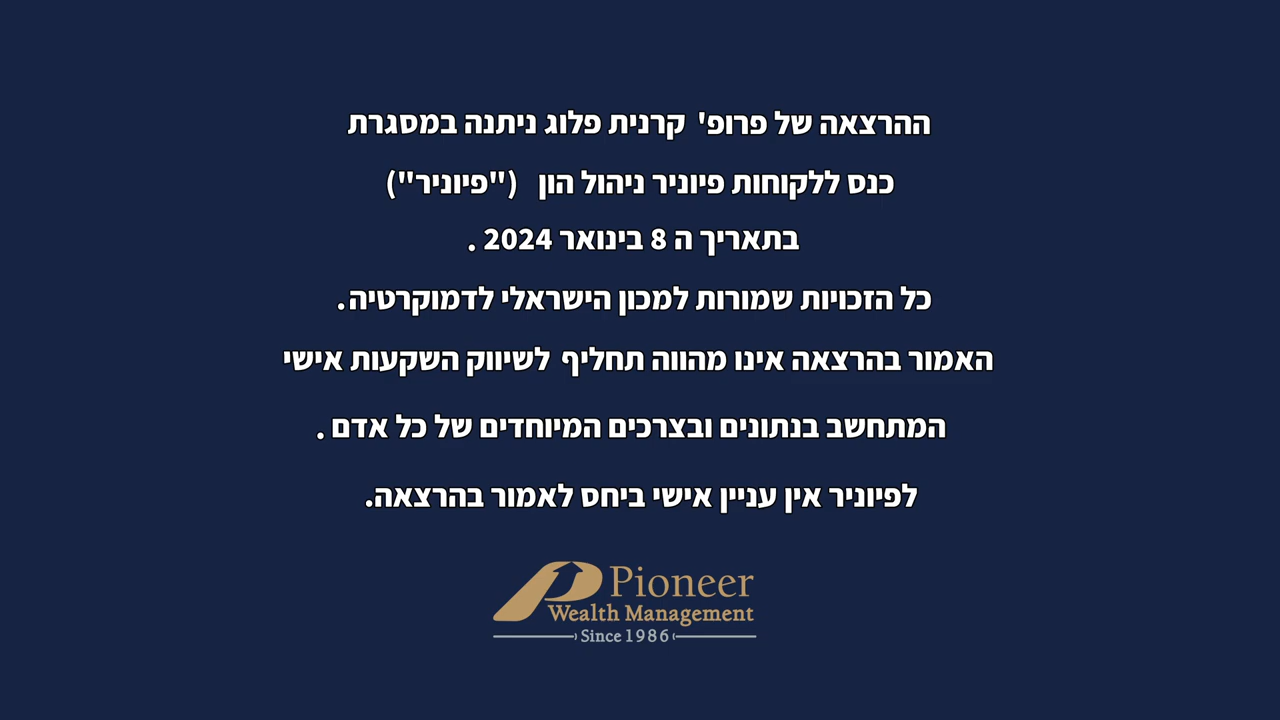 ההרצאה של פרופ' קרנית פלוג ניתנה במסגרת
כנס ללקוחות פיוניר ניהול הון ("פיוניר")
בתאריך ה 8 בינואר 2024 .
כל הזכויות שמורות למכון הישראלי לדמוקרטיה.
האמור בהרצאה אינו מהווה תחליף לשיווק השקעות אישי
המתחשב בנתונים ובצרכים המיוחדים של כל אדם .
לפיוניר אין עניין אישי ביחס לאמור בהרצאה.
Pioneer
Wealth Management
Since 1986